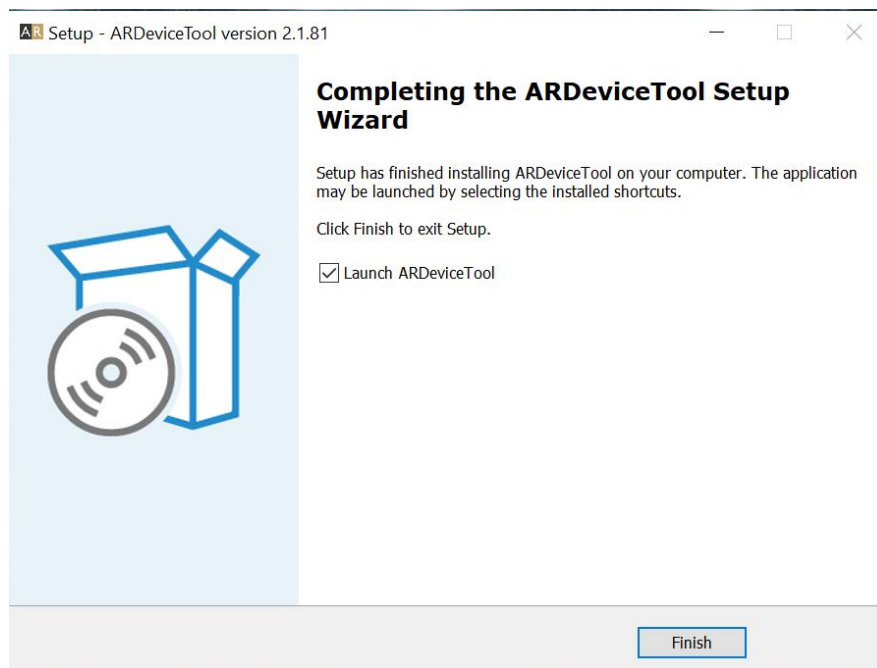 AR Setup - ARDeviceTool version 2.1.81
Completing the ARDeviceTool Setup
Wizard
Setup has finished installing ARDeviceTool on your computer. The application
may be launched by selecting the installed shortcuts.
Click Finish to exit Setup.
Launch ARDeviceTool
Finish